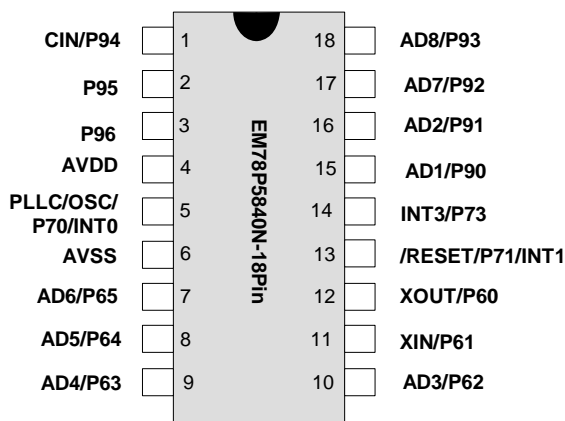 CIN/P94 1 18 AD8/P93
P95 2 17 AD7/P92
P96 3 16 AD2/P91
AVDD 4 15 AD1/P90
PLLC/OSC/
P70/INT0 5 14 INT3/P73
AVSS 6 13 /RESET/P71/INT1
AD6/P65 7 12 XOUT/P60
AD5/P64 8 11 XIN/P61
AD4/P63 9 10 AD3/P62
EM78P5840N-18Pin